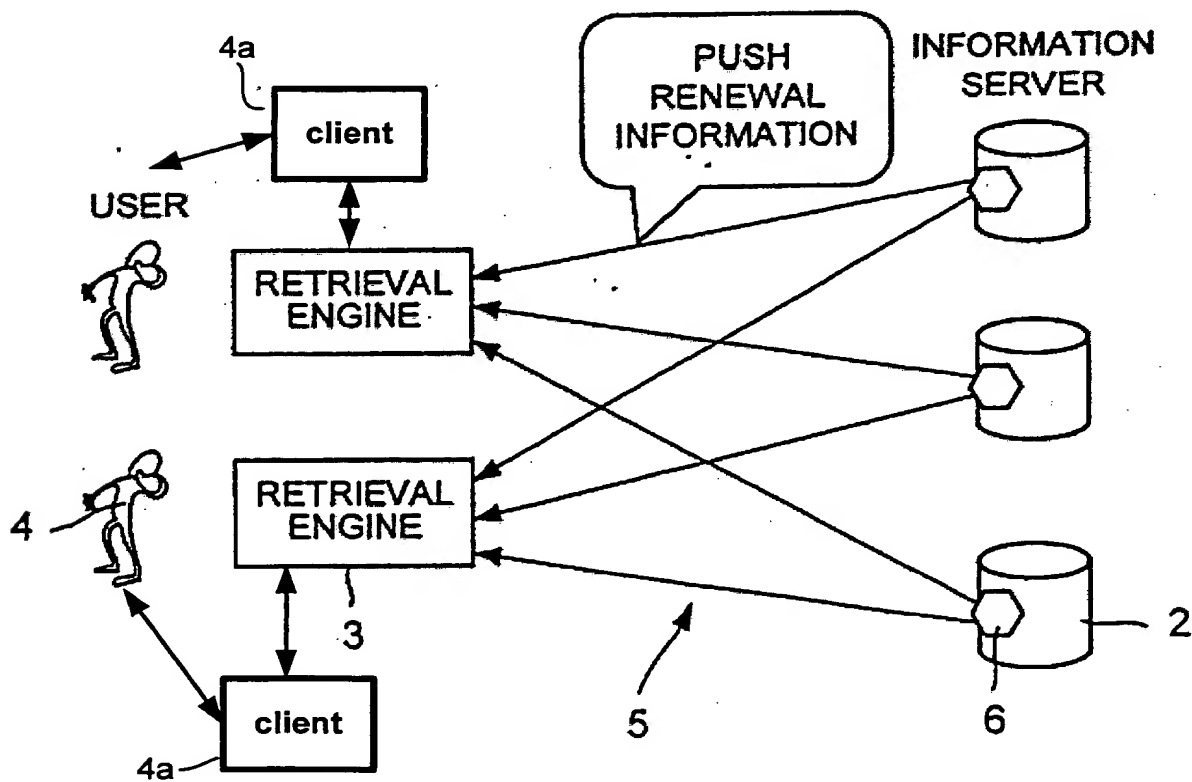 4a
client
USER
PUSH
RENEWAL
INFORMATION
INFORMATION
SERVER
RETRIEVAL
ENGINE
RETRIEVAL
ENGINE
4
3
client
4a
5
6
2